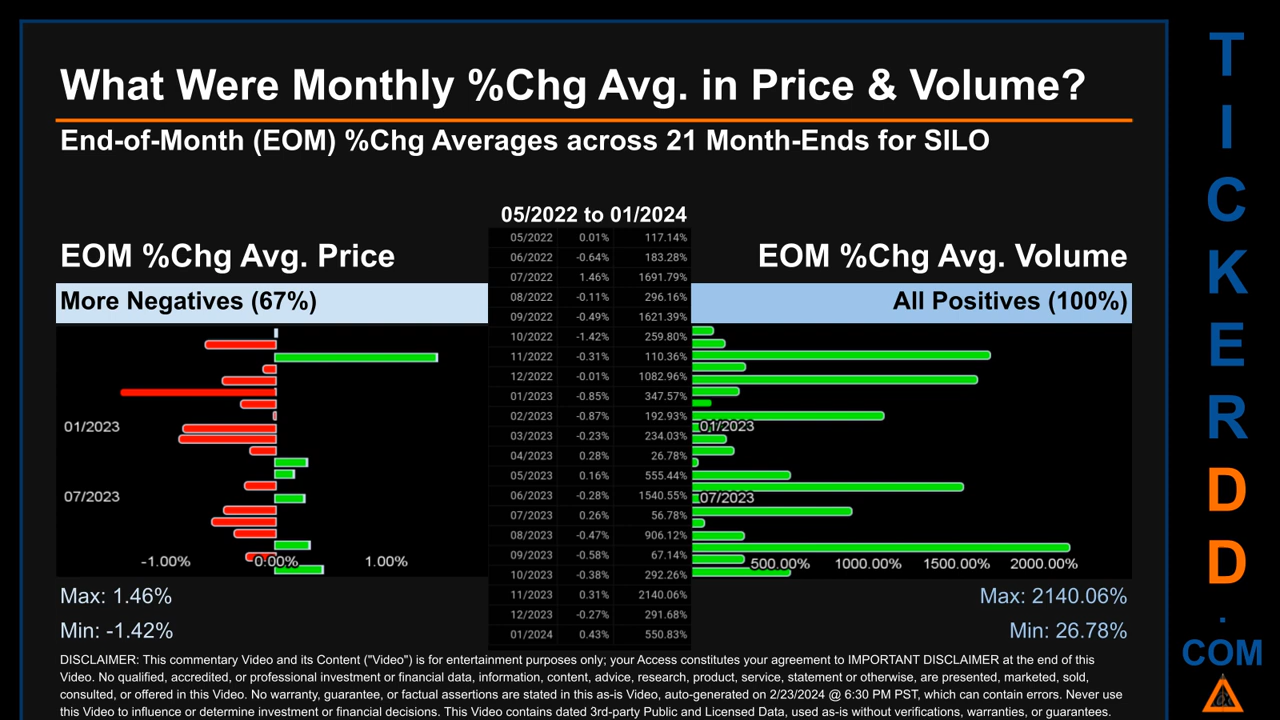 What Were Monthly %Chg Avg. in Price & Volume?
End-of-Month (EOM) %Chg Averages across 21 Month-Ends for SILO
05/2022 to 01/2024
EOM %Chg Avg. Price
EOM %Chg Avg. Volume
More Negatives (67%)
All Positives (100%)
05/2022 0.01% 117.14%
06/2022 -0.64% 183.28%
07/2022 1.46% 1691.79%
08/2022 -0.11% 296.16%
09/2022 -0.49% 1621.39%
10/2022 -1.42% 259.80%
11/2022 -0.31% 110.36%
12/2022 -0.01% 1082.96%
01/2023 -0.85% 347.57%
02/2023 -0.87% 192.93%
03/2023 -0.23% 234.03%
04/2023 0.28% 26.78%
05/2023 0.16% 555.44%
06/2023 -0.28% 1540.55%
07/2023 0.26% 56.78%
08/2023 -0.47% 906.12%
09/2023 -0.58% 67.14%
10/2023 -0.38% 292.26%
11/2023 0.31% 2140.06%
12/2023 -0.27% 291.68%
01/2024 0.43% 550.83%
01/2023
07/2023
-1.00% 0.00% 1.00%
01/2023
07/2023
500.00% 1000.00% 1500.00% 2000.00%
Max: 1.46%
Min: -1.42%
Max: 2140.06%
Min: 26.78%
DISCLAIMER: This commentary Video and its Content ("Video") is for entertainment purposes only; your Access constitutes your agreement to IMPORTANT DISCLAIMER at the end of this
Video. No qualified, accredited, or professional investment or financial data, information, content, advice, research, product, service, statement or otherwise, are presented, marketed, sold,
consulted, or offered in this Video. No warranty, guarantee, or factual assertions are stated in this as-is Video, auto-generated on 2/23/2024 @ 6:30 PM PST, which can contain errors. Never use
this Video to influence or determine investment or financial decisions. This Video contains dated 3rd-party Public and Licensed Data, used as-is without verifications, warranties, or guarantees.
T
I
C
K
E
R
D
D
.
COM